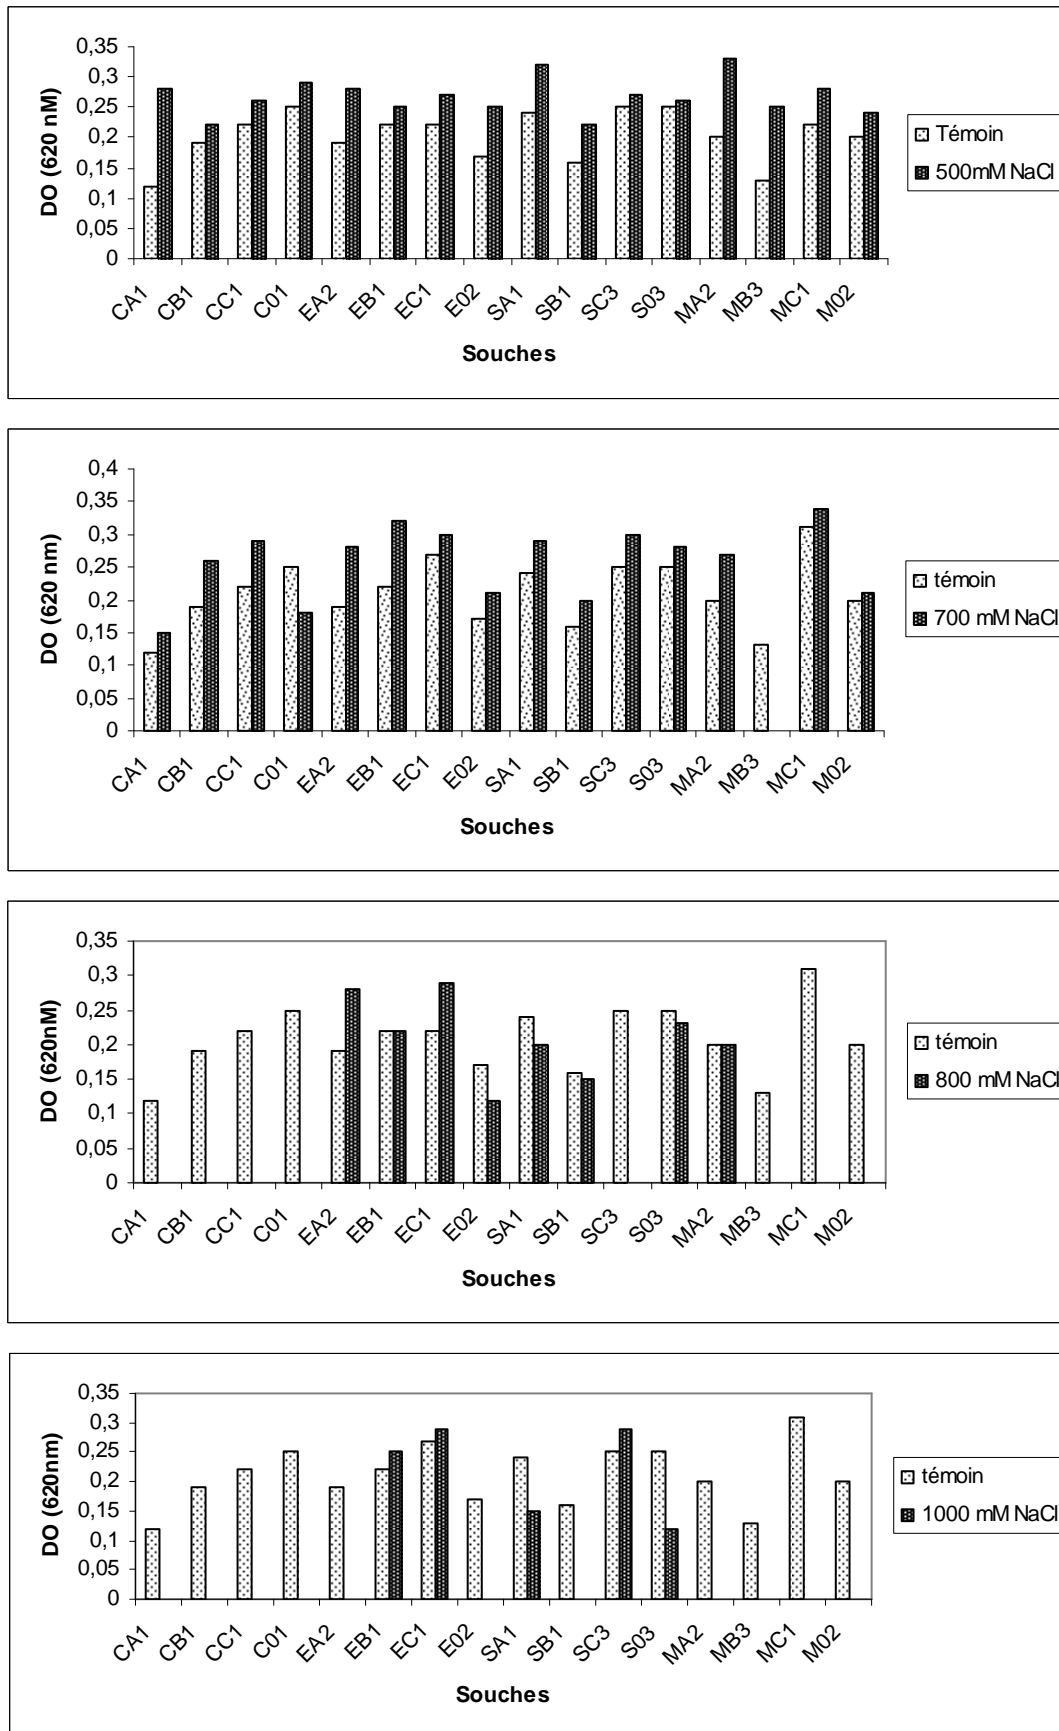 0,35
0,3
0,25
0,2
0,15
0,1
0,05
0
DO (620 nM)
CA1 CB1 CC1 C01 EA2 EB1 EC1 E02 SA1 SB1 SC3 S03 MA2 MB3 MC1 M02
Souches
Témoin
500mM NaCl
0,4
0,35
0,3
0,25
0,2
0,15
0,1
0,05
0
DO (620 nm)
CA1 CB1 CC1 C01 EA2 EB1 EC1 E02 SA1 SB1 SC3 S03 MA2 MB3 MC1 M02
Souches
témoin
700 mM NaCl
0,35
0,3
0,25
0,2
0,15
0,1
0,05
0
DO (620nM)
CA1 CB1 CC1 C01 EA2 EB1 EC1 E02 SA1 SB1 SC3 S03 MA2 MB3 MC1 M02
Souches
témoin
800 mM NaCl
0,35
0,3
0,25
0,2
0,15
0,1
0,05
0
DO (620nm)
CA1 CB1 CC1 C01 EA2 EB1 EC1 E02 SA1 SB1 SC3 S03 MA2 MB3 MC1 M02
Souches
témoin
1000 mM NaCl